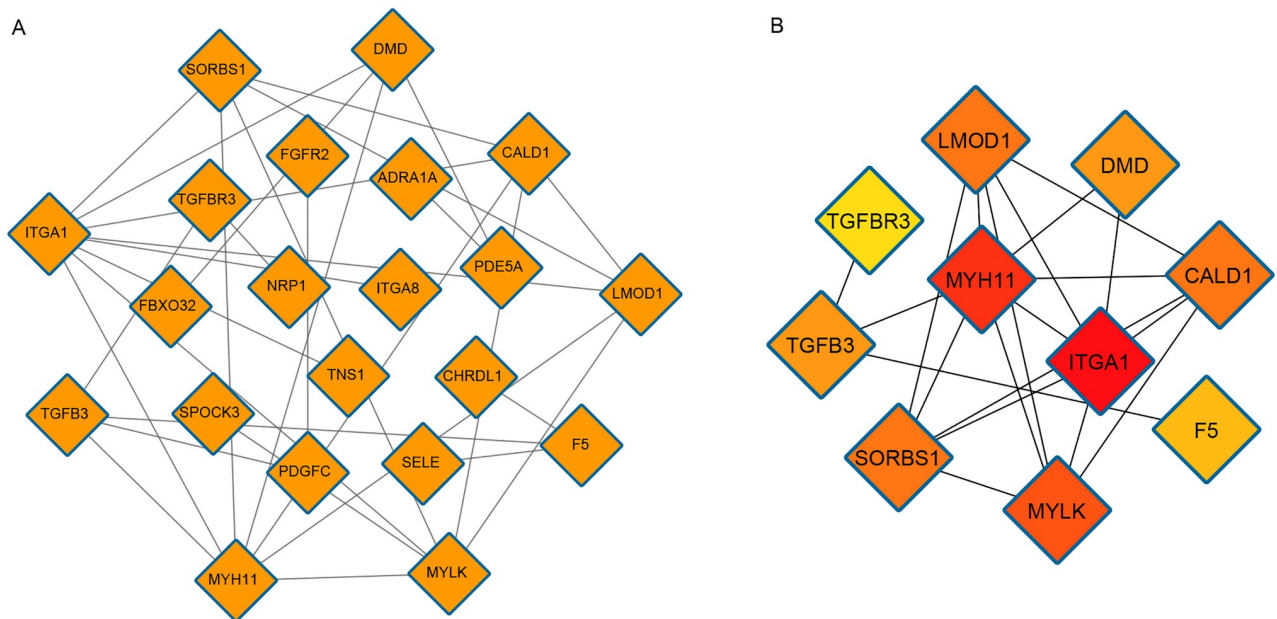 A
SORBS1
DMD
FGFR2
ADRA1A
CALD1
TGFBR3
ITGA1
FBXO32
NRP1
ITGA8
PDE5A
LMOD1
TNS1
CHRDL1
TGFB3
SPOCK3
PDGFC
SELE
F5
MYH11
MYLK
B
LMOD1
DMD
TGFBR3
MYH11
CALD1
TGFB3
ITGA1
SORBS1
F5
MYLK